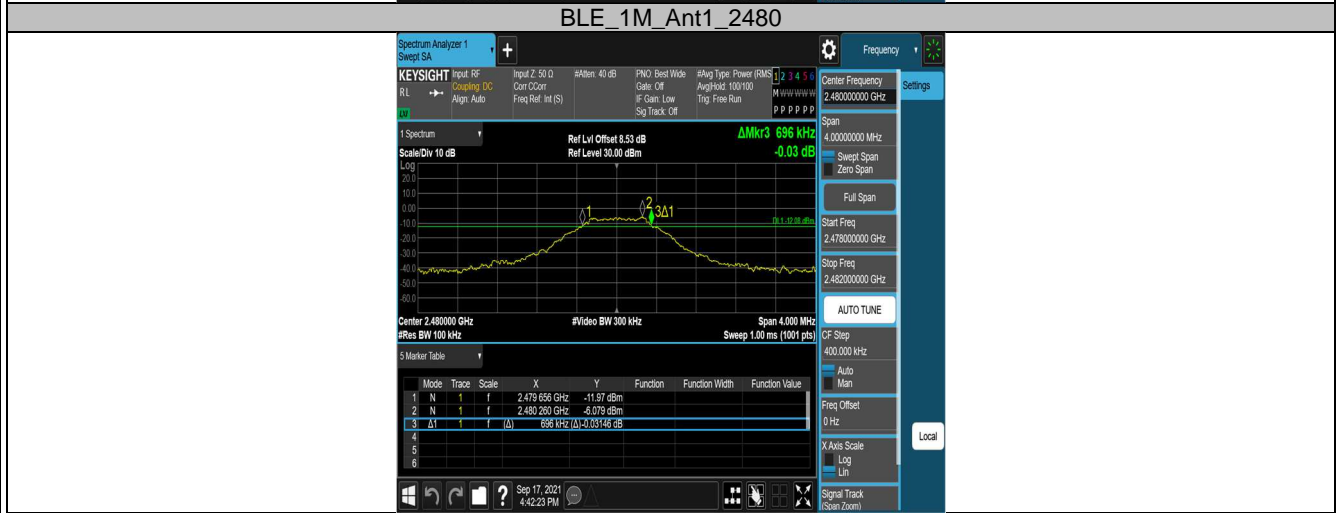 BLE_1M_Ant1_2480
Spectrum Analyzer 1
Swept SA
+
Frequency
KEYSIGHT
RL
LXI
Input: RF
Coupling: DC
Align: Auto
Input Z: 50 Ω
Corr CCorr
Freq Ref: Int (S)
#Atten: 40 dB
PNO: Best Wide
Gate: Off
IF Gain: Low
Sig Track: Off
#Avg Type: Power (RMS
Avg|Hold: 100/100
Trig: Free Run
1 2 3 4 5 6
M W W W W W
P P P P P P
1 Spectrum
Scale/Div 10 dB
Ref Lvl Offset 8.53 dB
Ref Level 30.00 dBm
ΔMkr3 696 kHz
-0.03 dB
Log
20.0
10.0
0.00
-10.0
-20.0
-30.0
-40.0
-50.0
-60.0
1
2
3Δ1
DL1 -12.08 dBm
Center 2.480000 GHz
#Video BW 300 kHz
Span 4.000 MHz
#Res BW 100 kHz
Sweep 1.00 ms (1001 pts)
5 Marker Table
Mode Trace Scale X Y Function Function Width Function Value
1 N 1 f 2.479 656 GHz -11.97 dBm
2 N 1 f 2.480 260 GHz -6.079 dBm
3 Δ1 1 f (Δ) 696 kHz (Δ) -0.03146 dB
4
5
6
Sep 17, 2021
4:42:23 PM
Center Frequency
2.480000000 GHz
Settings
Span
4.00000000 MHz
Swept Span
Zero Span
Full Span
Start Freq
2.478000000 GHz
Stop Freq
2.482000000 GHz
AUTO TUNE
CF Step
400.000 kHz
Auto
Man
Freq Offset
0 Hz
X Axis Scale
Log
Lin
Local
Signal Track
(Span Zoom)